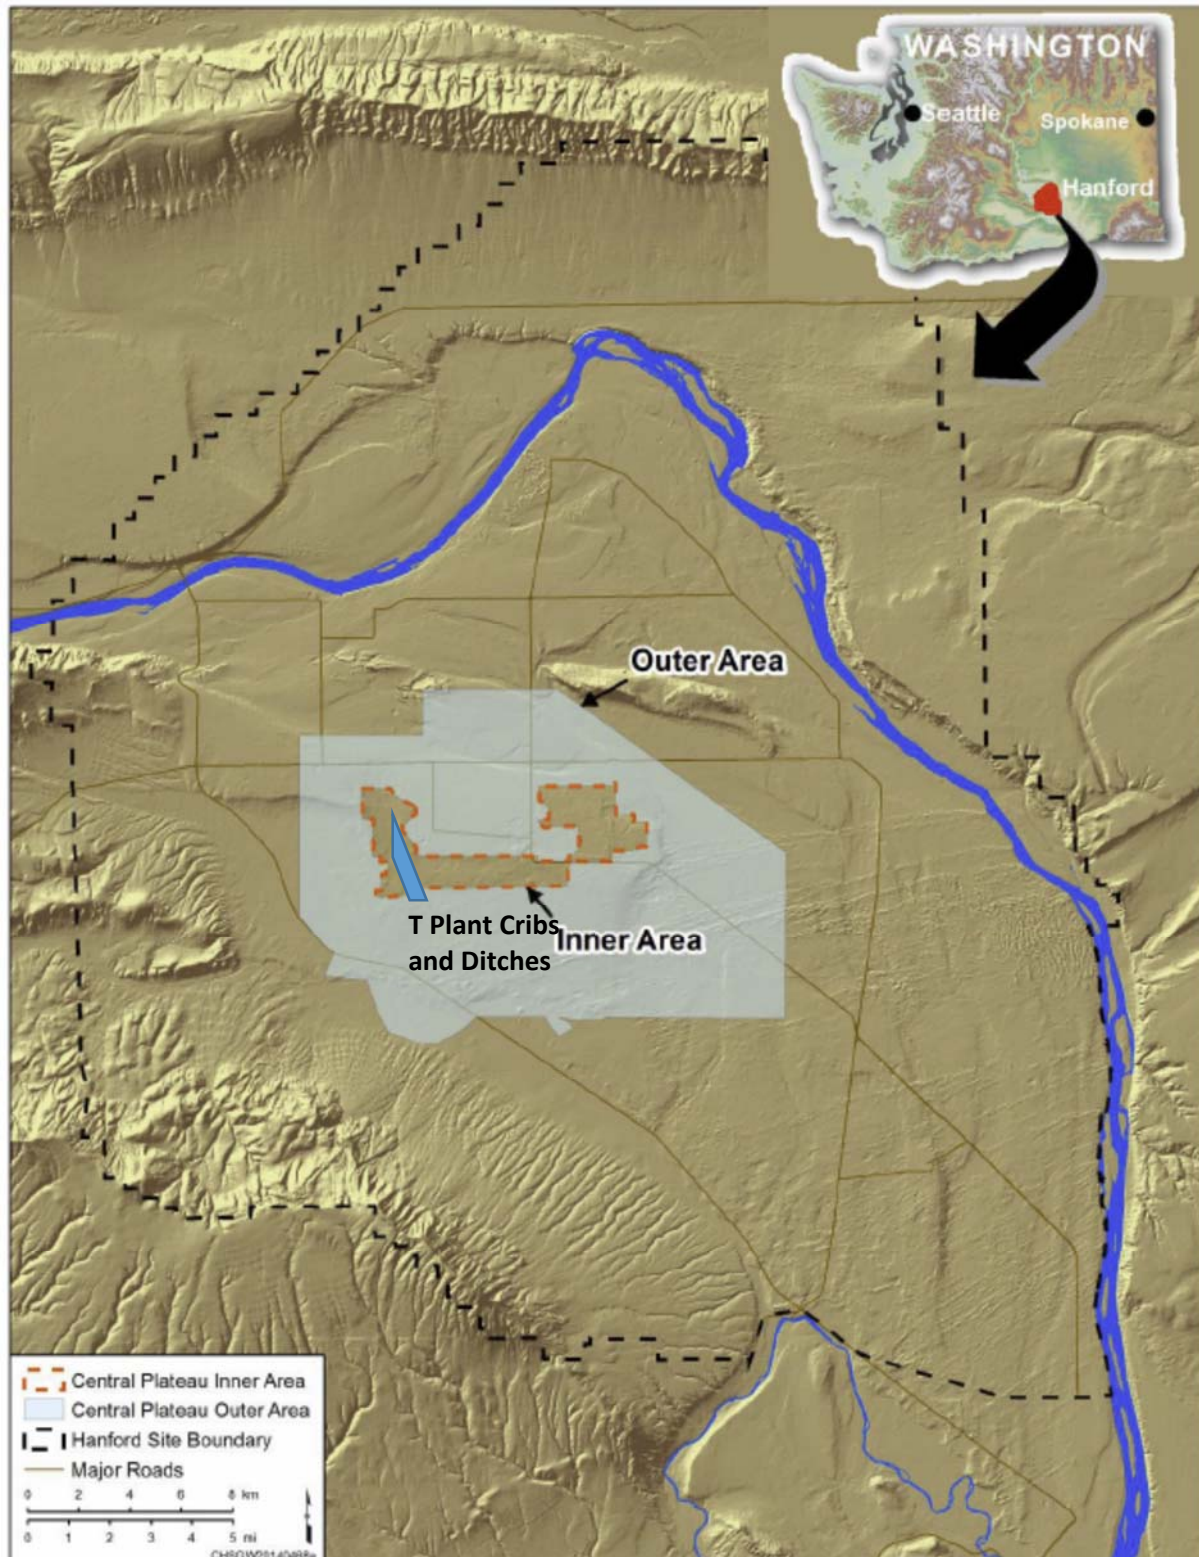 WASHINGTON
Seattle
Spokane
Hanford
Outer Area
T Plant Cribs
and Ditches
Inner Area
Central Plateau Inner Area
Central Plateau Outer Area
Hanford Site Boundary
Major Roads
0 2 4 6 8 km
0 1 2 3 4 5 mi